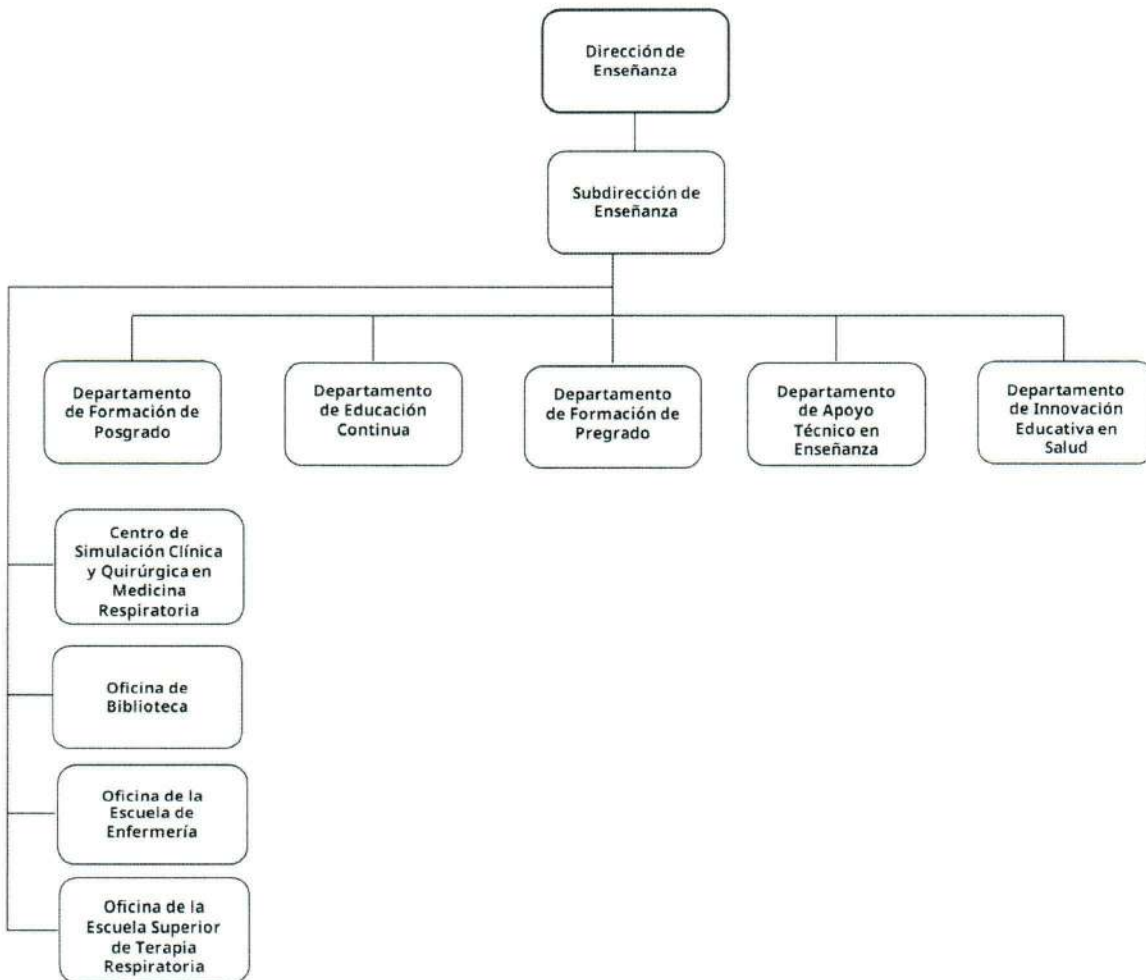 Dirección de
Enseñanza
Subdirección de
Enseñanza
Departamento
de Formación de
Posgrado
Departamento
de Educación
Continua
Departamento
de Formación de
Pregrado
Departamento
de Apoyo
Técnico en
Enseñanza
Departamento
de Innovación
Educativa en
Salud
Centro de
Simulación Clínica
y Quirúrgica en
Medicina
Respiratoria
Oficina de
Biblioteca
Oficina de la
Escuela de
Enfermería
Oficina de la
Escuela Superior
de Terapia
Respiratoria